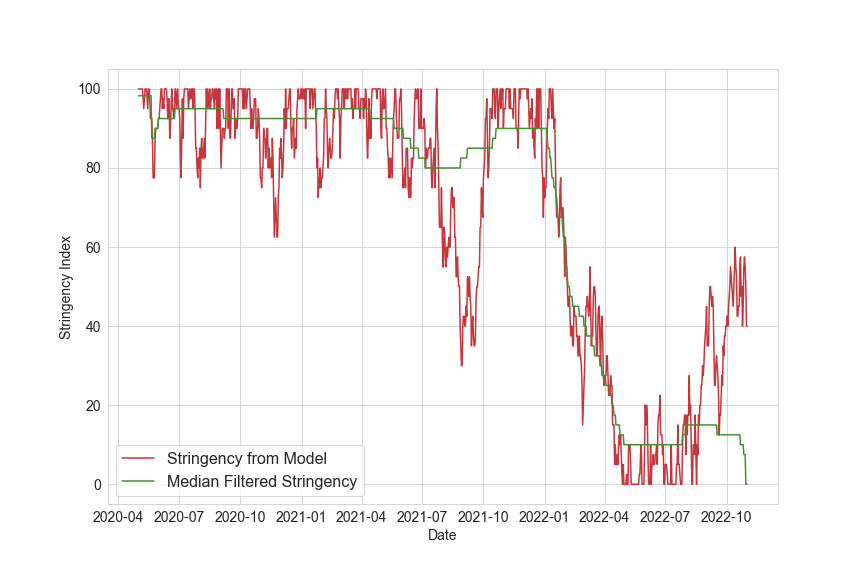 100
80
60
40
20
0
Stringency Index
Stringency from Model
Median Filtered Stringency
2020-04 2020-07 2020-10 2021-01 2021-04 2021-07 2021-10 2022-01 2022-04 2022-07 2022-10
Date